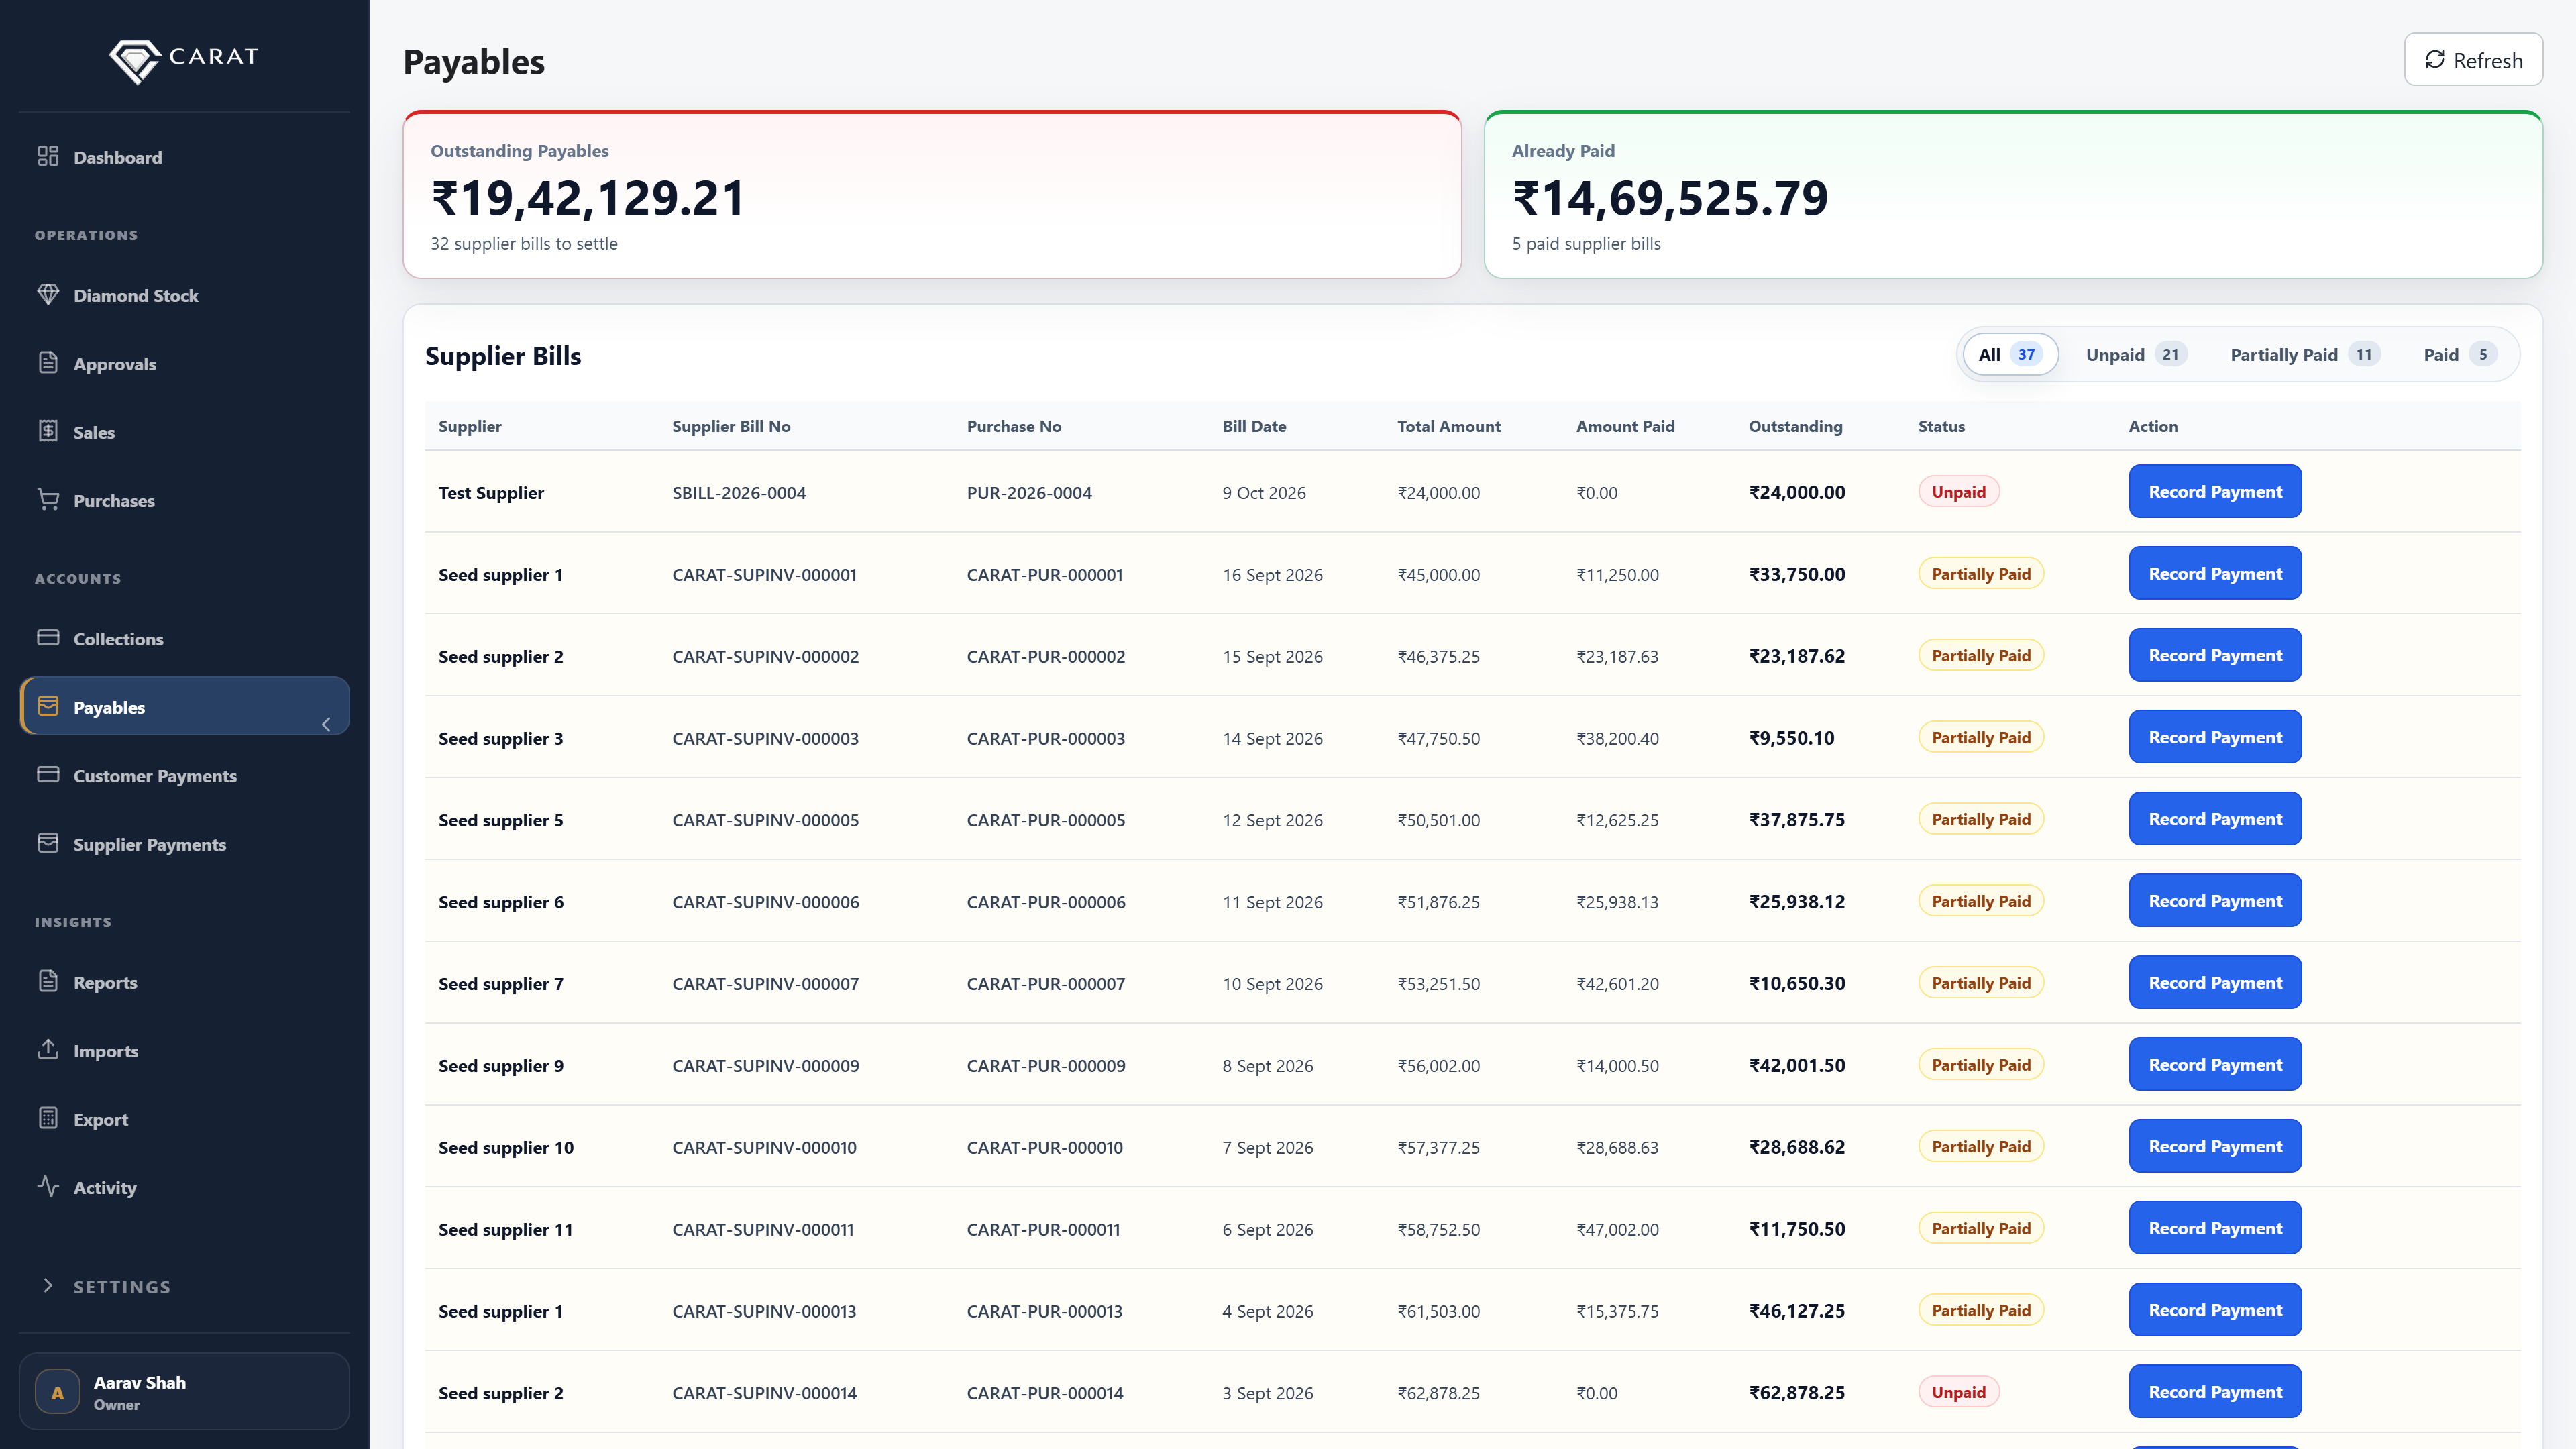 CARAT
Dashboard
OPERATIONS
Diamond Stock
Approvals
Sales
Purchases
ACCOUNTS
Collections
Payables
Customer Payments
Supplier Payments
INSIGHTS
Reports
Imports
Export
Activity
SETTINGS
A
Aarav Shah
Owner
Payables
Refresh
Outstanding Payables
₹19,42,129.21
32 supplier bills to settle
Already Paid
₹14,69,525.79
5 paid supplier bills
Supplier Bills
All 37 Unpaid 21 Partially Paid 11 Paid 5
Supplier Supplier Bill No Purchase No Bill Date Total Amount Amount Paid Outstanding Status Action
Test Supplier SBILL-2026-0004 PUR-2026-0004 9 Oct 2026 ₹24,000.00 ₹0.00 ₹24,000.00 Unpaid Record Payment
Seed supplier 1 CARAT-SUPINV-000001 CARAT-PUR-000001 16 Sept 2026 ₹45,000.00 ₹11,250.00 ₹33,750.00 Partially Paid Record Payment
Seed supplier 2 CARAT-SUPINV-000002 CARAT-PUR-000002 15 Sept 2026 ₹46,375.25 ₹23,187.63 ₹23,187.62 Partially Paid Record Payment
Seed supplier 3 CARAT-SUPINV-000003 CARAT-PUR-000003 14 Sept 2026 ₹47,750.50 ₹38,200.40 ₹9,550.10 Partially Paid Record Payment
Seed supplier 5 CARAT-SUPINV-000005 CARAT-PUR-000005 12 Sept 2026 ₹50,501.00 ₹12,625.25 ₹37,875.75 Partially Paid Record Payment
Seed supplier 6 CARAT-SUPINV-000006 CARAT-PUR-000006 11 Sept 2026 ₹51,876.25 ₹25,938.13 ₹25,938.12 Partially Paid Record Payment
Seed supplier 7 CARAT-SUPINV-000007 CARAT-PUR-000007 10 Sept 2026 ₹53,251.50 ₹42,601.20 ₹10,650.30 Partially Paid Record Payment
Seed supplier 9 CARAT-SUPINV-000009 CARAT-PUR-000009 8 Sept 2026 ₹56,002.00 ₹14,000.50 ₹42,001.50 Partially Paid Record Payment
Seed supplier 10 CARAT-SUPINV-000010 CARAT-PUR-000010 7 Sept 2026 ₹57,377.25 ₹28,688.63 ₹28,688.62 Partially Paid Record Payment
Seed supplier 11 CARAT-SUPINV-000011 CARAT-PUR-000011 6 Sept 2026 ₹58,752.50 ₹47,002.00 ₹11,750.50 Partially Paid Record Payment
Seed supplier 1 CARAT-SUPINV-000013 CARAT-PUR-000013 4 Sept 2026 ₹61,503.00 ₹15,375.75 ₹46,127.25 Partially Paid Record Payment
Seed supplier 2 CARAT-SUPINV-000014 CARAT-PUR-000014 3 Sept 2026 ₹62,878.25 ₹0.00 ₹62,878.25 Unpaid Record Payment